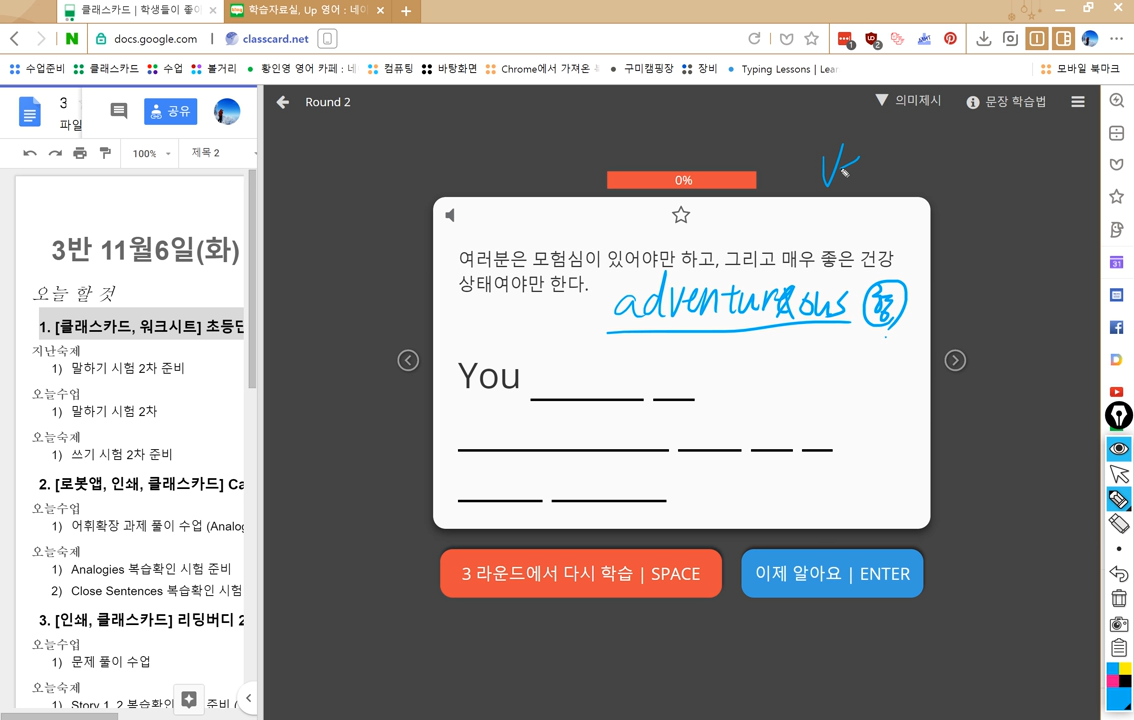 클래스카드 | 학생들이 좋아
학습자료실, Up 영어 : 네이
docs.google.com | classcard.net
수업준비 클래스카드 수업 볼거리 황인영 영어 카페 : 네 컴퓨팅 바탕화면 Chrome에서 가져온 구미캠핑장 장비 Typing Lessons | Lear 모바일 북마크
3
파일
공유
100% 제목 2
3반 11월6일(화)
오늘 할 것
1. [클래스카드, 워크시트] 초등단
지난숙제
1) 말하기 시험 2차 준비
오늘수업
1) 말하기 시험 2차
오늘숙제
1) 쓰기 시험 2차 준비
2. [로봇앱, 인쇄, 클래스카드] Ca
오늘수업
1) 어휘확장 과제 풀이 수업 (Analog
오늘숙제
1) Analogies 복습확인 시험 준비
2) Close Sentences 복습확인 시험
3. [인쇄, 클래스카드] 리딩버디 2
오늘수업
1) 문제 풀이 수업
오늘숙제
1) Story 1, 2 복습확인 준비 (
Round 2
의미제시
문장 학습법
0%
여러분은 모험심이 있어야만 하고, 그리고 매우 좋은 건강
상태여야만 한다.
adventurous 형
You
3 라운드에서 다시 학습 | SPACE
이제 알아요 | ENTER
1
2
31